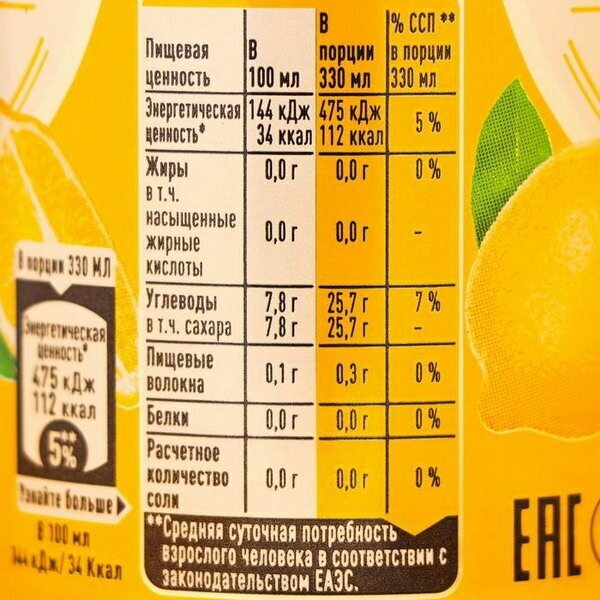 Пищевая ценность | В 100 мл | В порции 330 мл | % ССП ** в порции 330 мл
Энергетическая ценность* | 144 кДж 34 ккал | 475 кДж 112 ккал | 5 %
Жиры | 0,0 г | 0,0 г | 0 %
в т.ч. насыщенные жирные кислоты | 0,0 г | 0,0 г | -
Углеводы | 7,8 г | 25,7 г | 7 %
в т.ч. сахара | 7,8 г | 25,7 г | -
Пищевые волокна | 0,1 г | 0,3 г | 0 %
Белки | 0,0 г | 0,0 г | 0 %
Расчетное количество соли | 0,0 г | 0,0 г | 0 %
**Средняя суточная потребность
взрослого человека в соответствии с
законодательством ЕАЭС.
В порции 330 МЛ
Энергетическая
ценность*
475 кДж
112 ккал
5%**
Узнайте больше
В 100 мл
144 кДж/ 34 Ккал
EAC